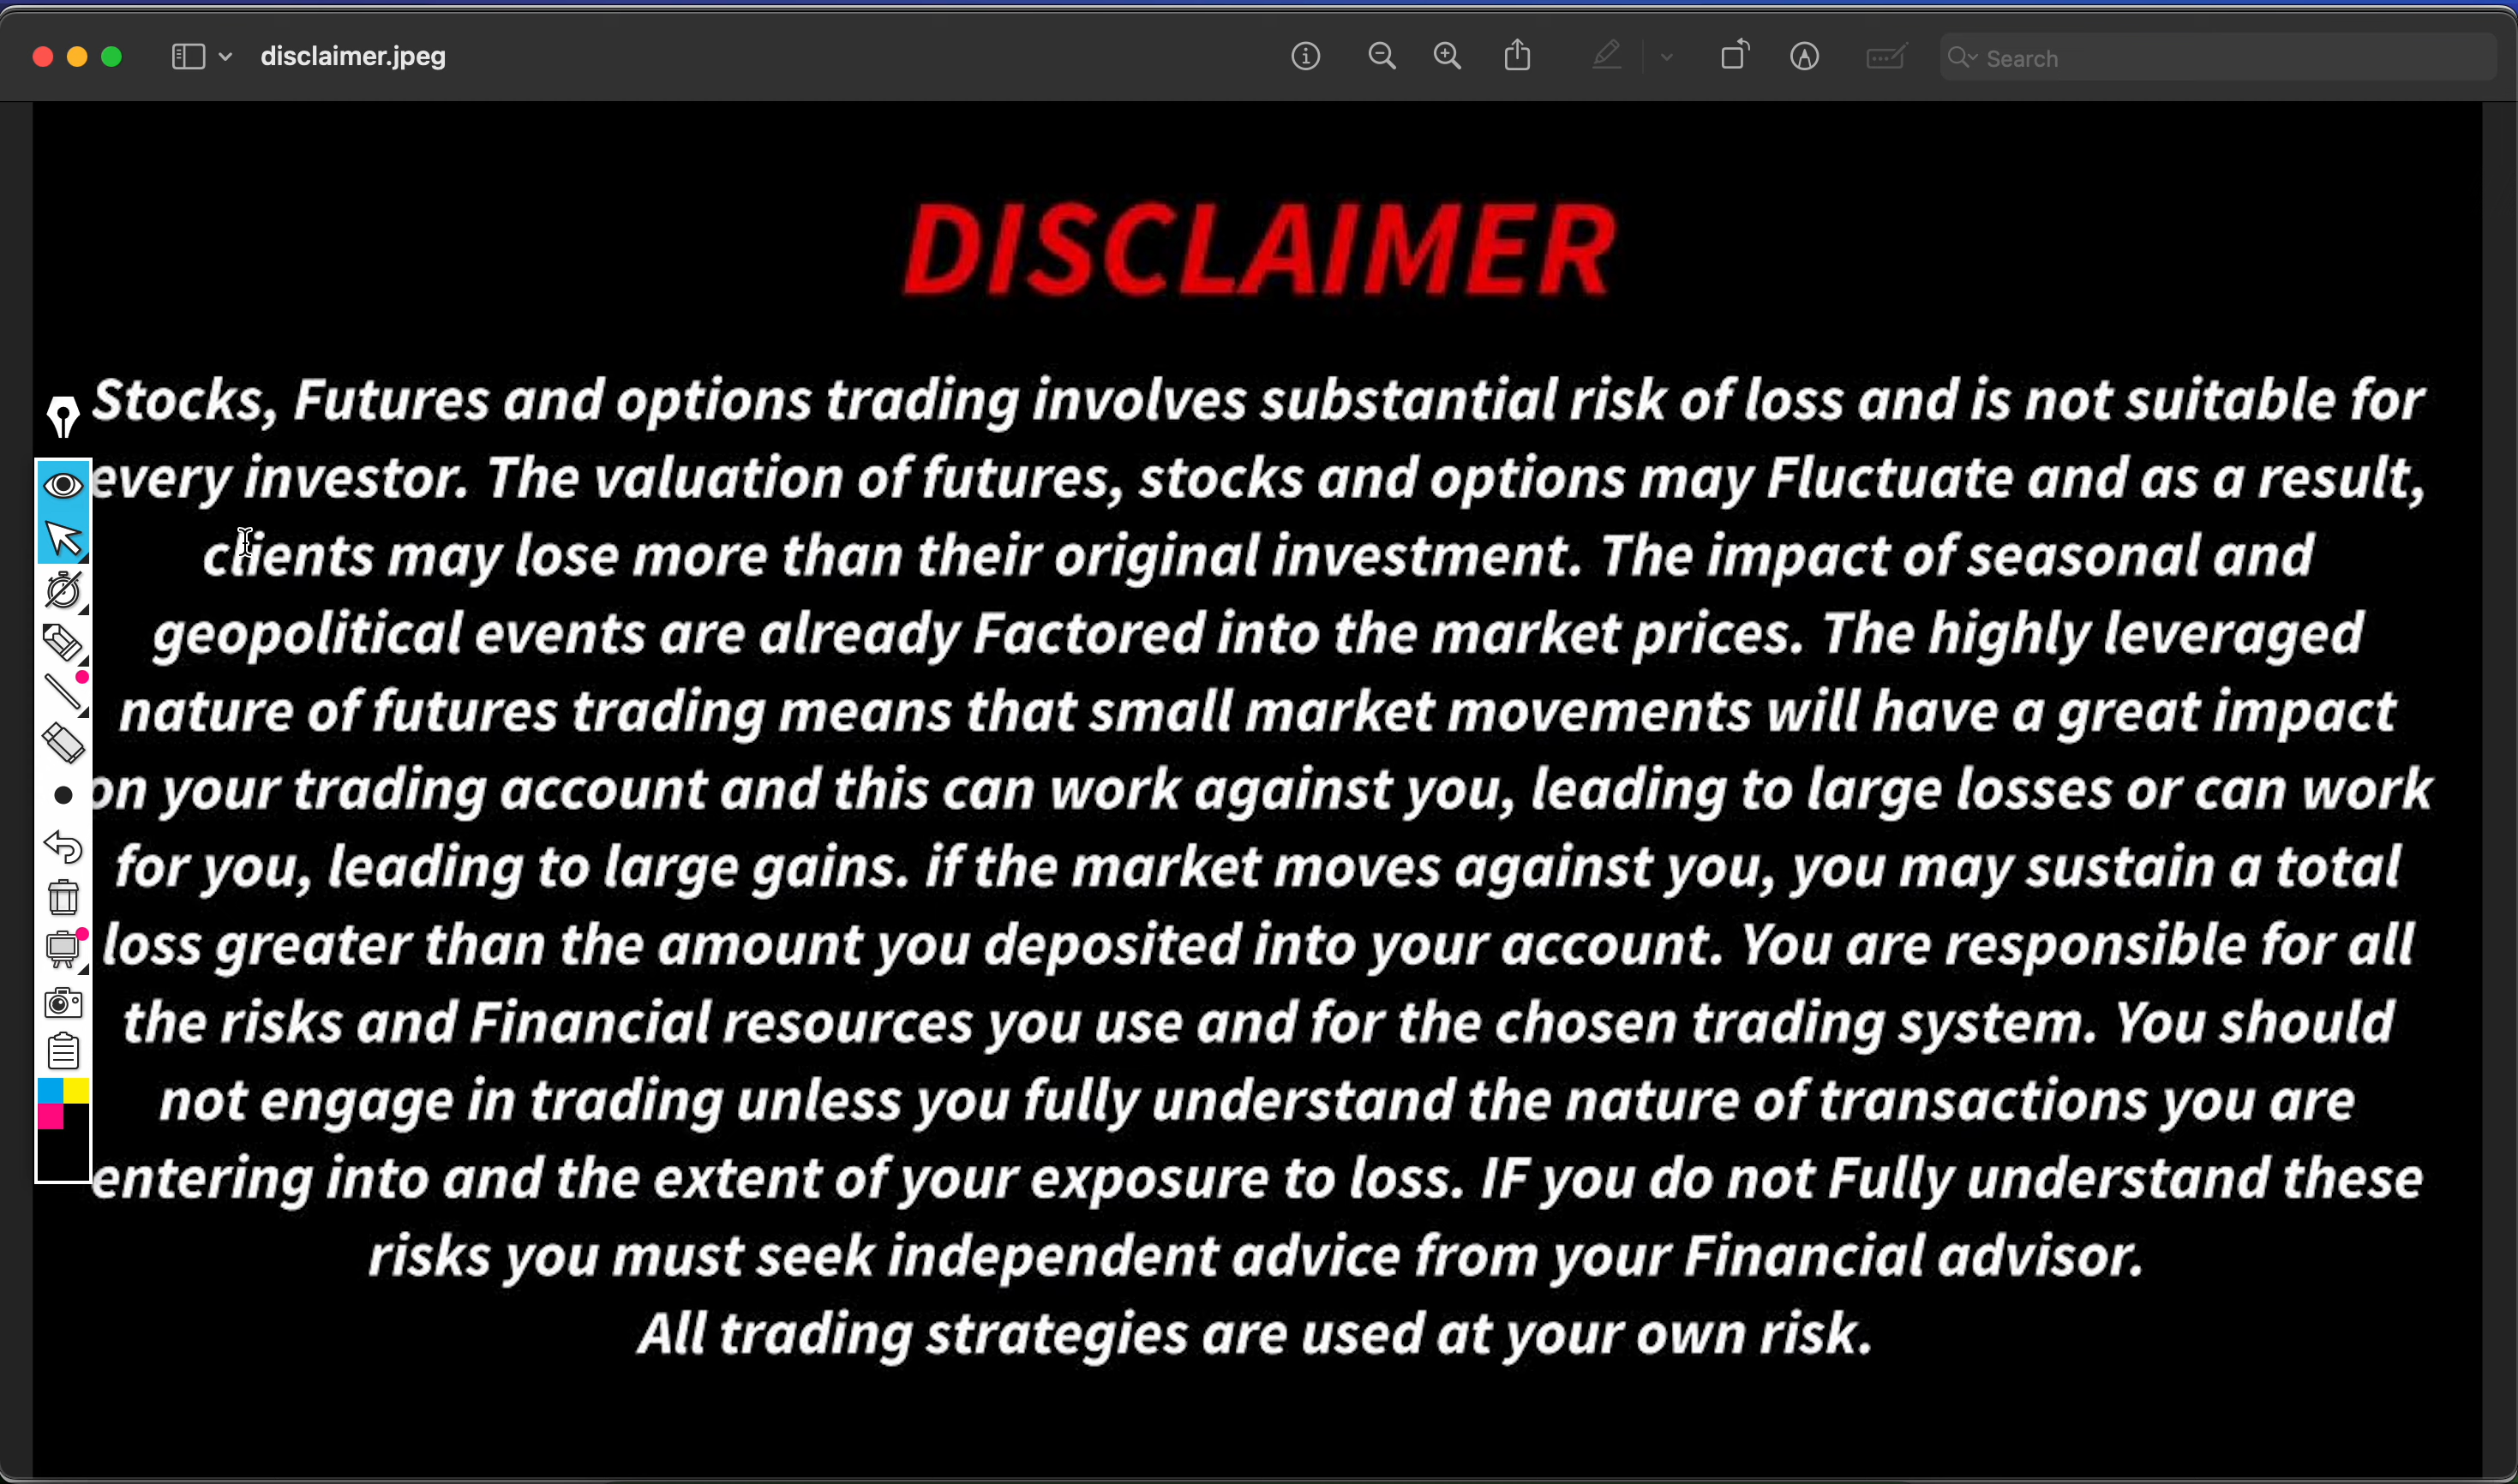 disclaimer.jpeg
Search
DISCLAIMER
Stocks, Futures and options trading involves substantial risk of loss and is not suitable for
every investor. The valuation of futures, stocks and options may Fluctuate and as a result,
clients may lose more than their original investment. The impact of seasonal and
geopolitical events are already Factored into the market prices. The highly leveraged
nature of futures trading means that small market movements will have a great impact
on your trading account and this can work against you, leading to large losses or can work
for you, leading to large gains. if the market moves against you, you may sustain a total
loss greater than the amount you deposited into your account. You are responsible for all
the risks and Financial resources you use and for the chosen trading system. You should
not engage in trading unless you fully understand the nature of transactions you are
entering into and the extent of your exposure to loss. IF you do not Fully understand these
risks you must seek independent advice from your Financial advisor.
All trading strategies are used at your own risk.